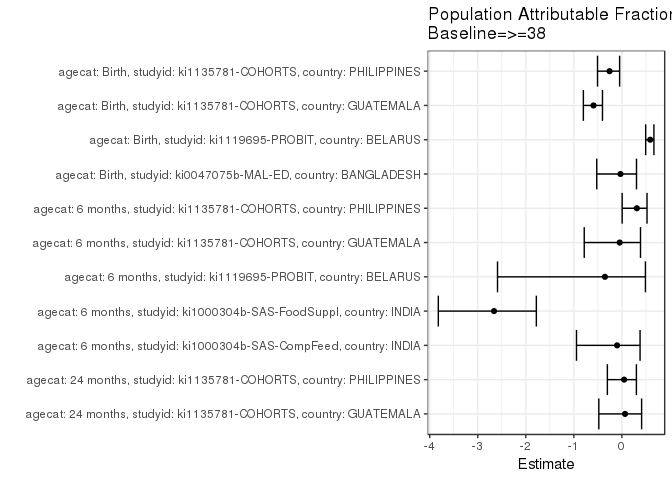 Population Attributable Fraction
Baseline=>=38
agecat: Birth, studyid: ki1135781-COHORTS, country: PHILIPPINES
agecat: Birth, studyid: ki1135781-COHORTS, country: GUATEMALA
agecat: Birth, studyid: ki1119695-PROBIT, country: BELARUS
agecat: Birth, studyid: ki0047075b-MAL-ED, country: BANGLADESH
agecat: 6 months, studyid: ki1135781-COHORTS, country: PHILIPPINES
agecat: 6 months, studyid: ki1135781-COHORTS, country: GUATEMALA
agecat: 6 months, studyid: ki1119695-PROBIT, country: BELARUS
agecat: 6 months, studyid: ki1000304b-SAS-FoodSuppl, country: INDIA
agecat: 6 months, studyid: ki1000304b-SAS-CompFeed, country: INDIA
agecat: 24 months, studyid: ki1135781-COHORTS, country: PHILIPPINES
agecat: 24 months, studyid: ki1135781-COHORTS, country: GUATEMALA
-4 -3 -2 -1 0
Estimate